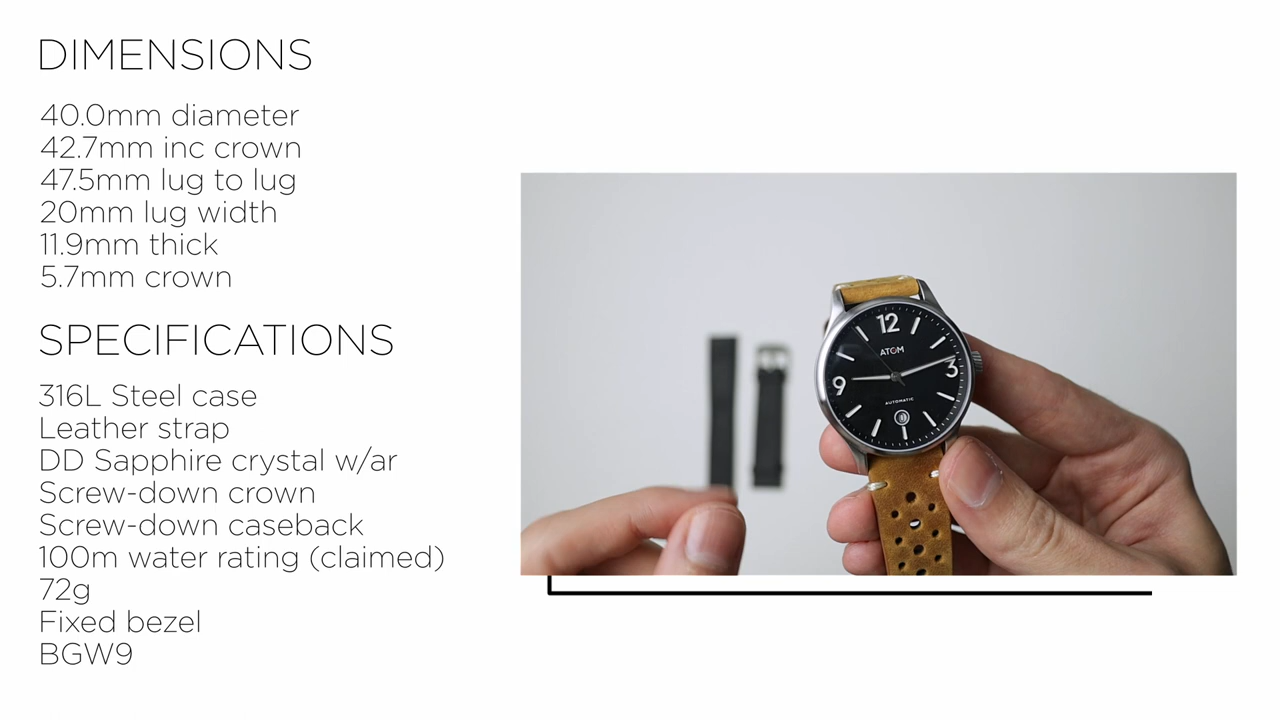 DIMENSIONS
40.0mm diameter
42.7mm inc crown
47.5mm lug to lug
20mm lug width
11.9mm thick
5.7mm crown
SPECIFICATIONS
316L Steel case
Leather strap
DD Sapphire crystal w/ar
Screw-down crown
Screw-down caseback
100m water rating (claimed)
72g
Fixed bezel
BGW9
12
ATOM
3
9
AUTOMATIC